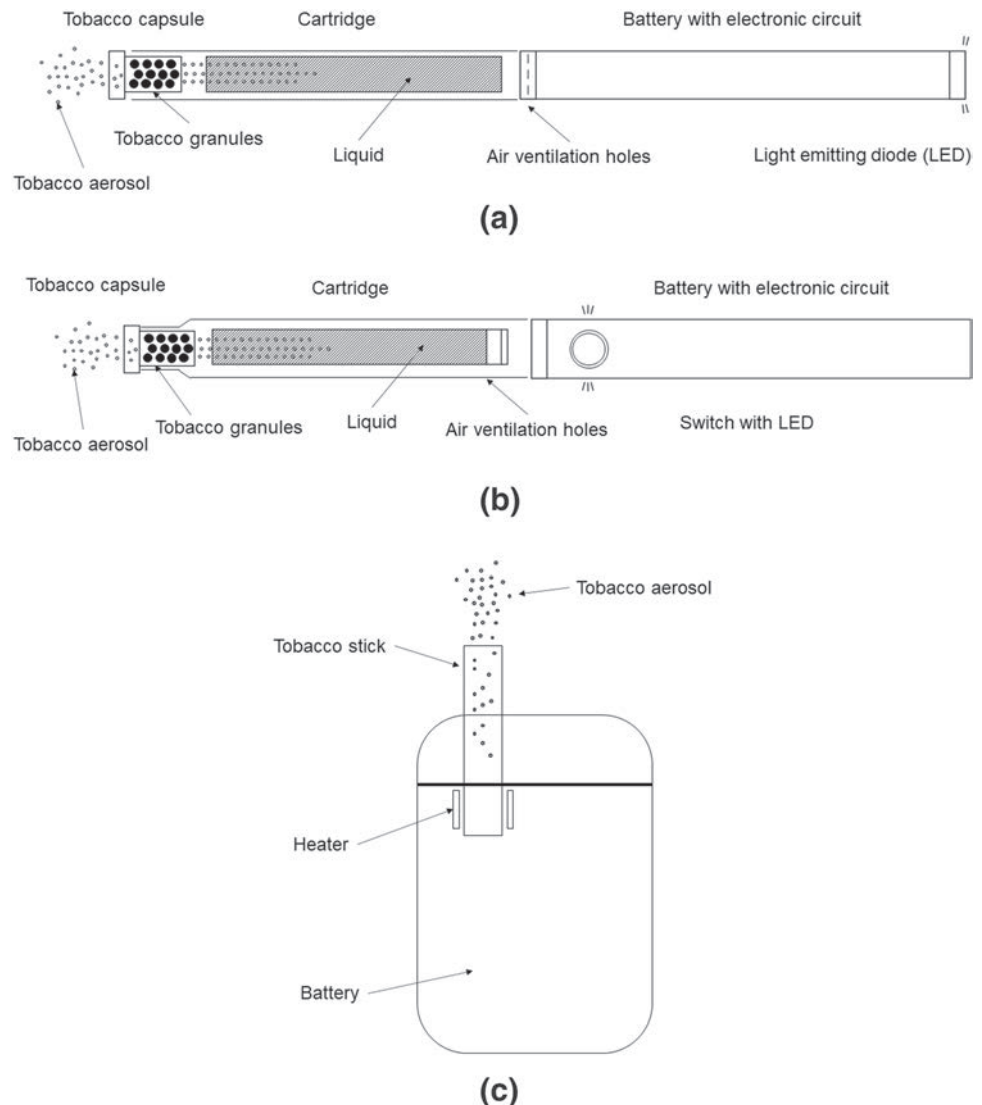 Tobacco capsule
Cartridge
Battery with electronic circuit
Tobacco granules
Liquid
Air ventilation holes
Light emitting diode (LED)
Tobacco aerosol
(a)
Tobacco capsule
Cartridge
Battery with electronic circuit
Tobacco granules
Liquid
Air ventilation holes
Switch with LED
Tobacco aerosol
(b)
Tobacco aerosol
Tobacco stick
Heater
Battery
(c)